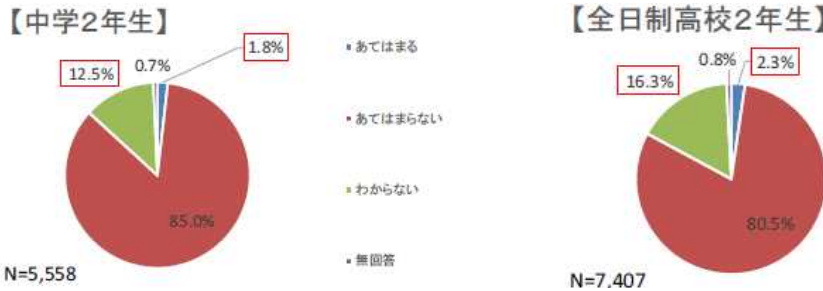 【中学2年生】
1.8%
0.7%
12.5%
85.0%
N=5,558
あてはまる
あてはまらない
わからない
無回答
【全日制高校2年生】
0.8%
2.3%
16.3%
80.5%
N=7,407